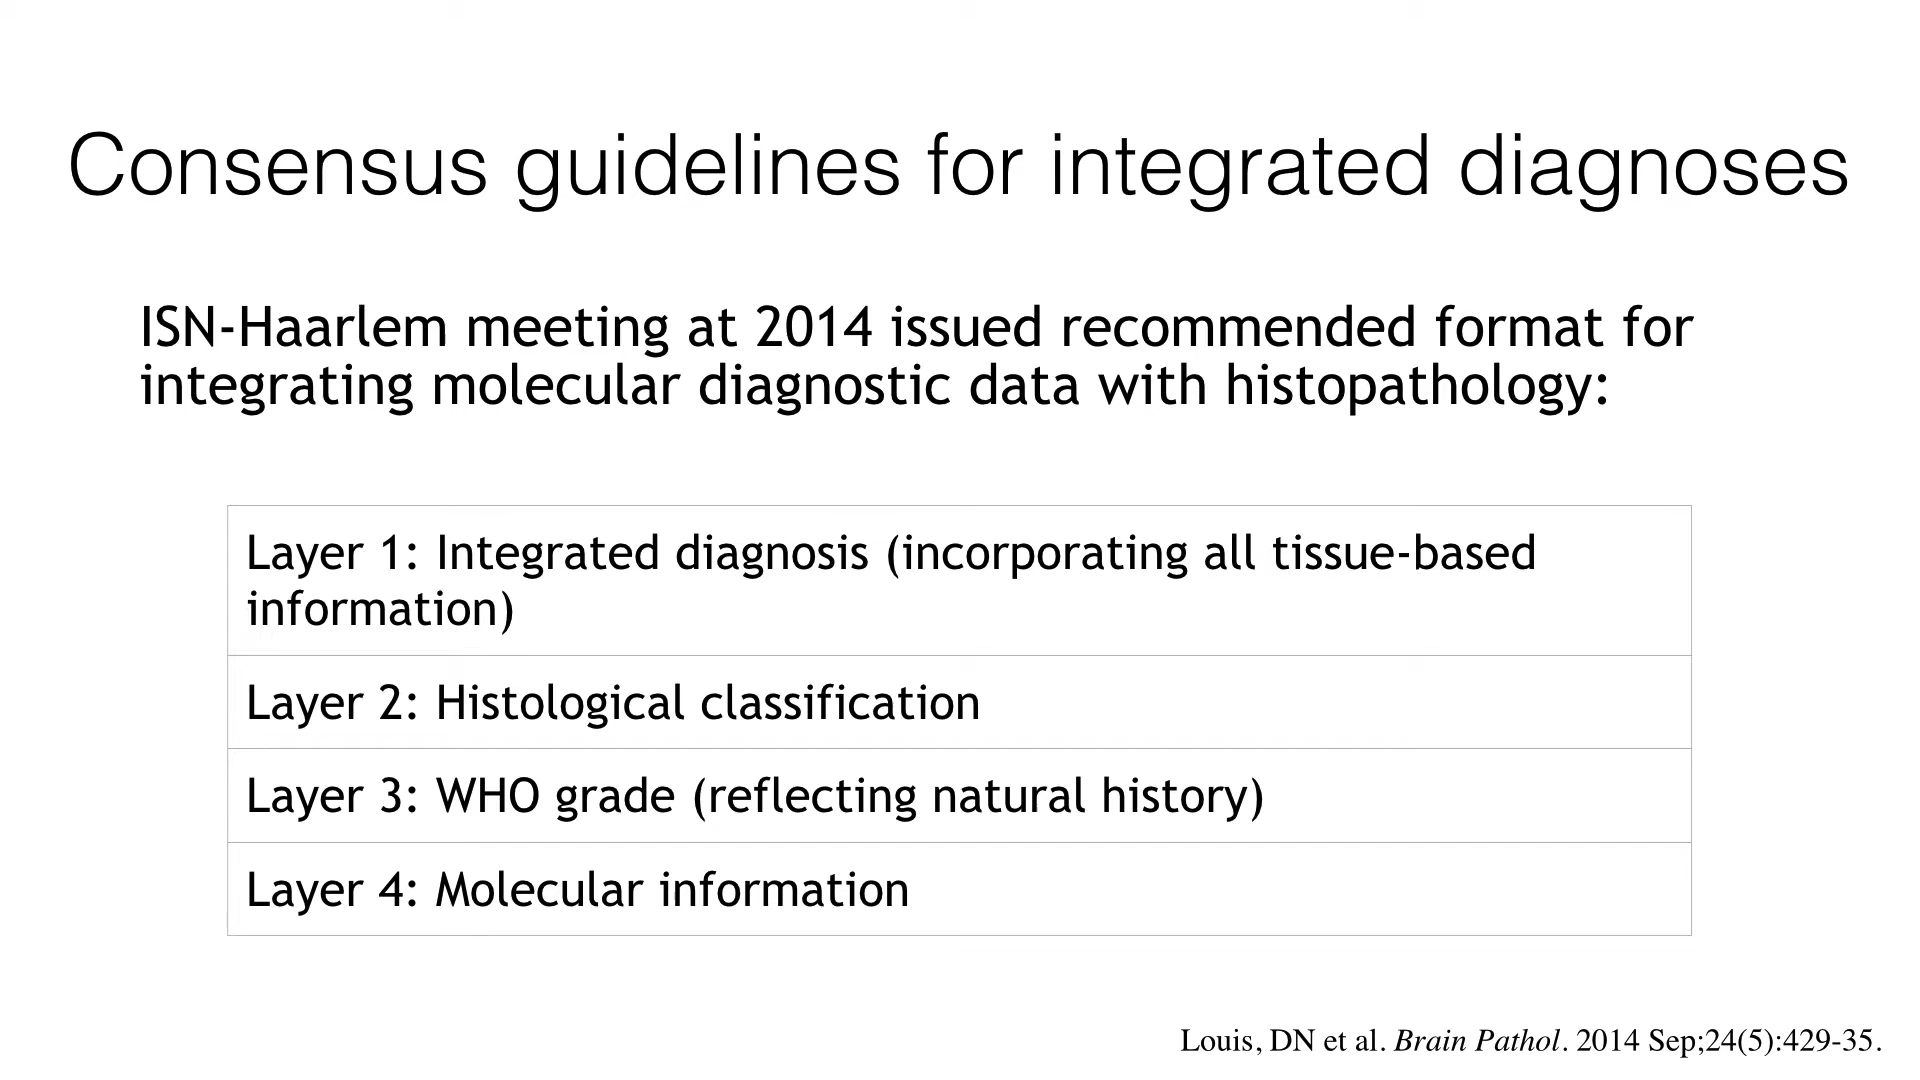 Consensus guidelines for integrated diagnoses
ISN-Haarlem meeting at 2014 issued recommended format for
integrating molecular diagnostic data with histopathology:
Layer 1: Integrated diagnosis (incorporating all tissue-based
information)
Layer 2: Histological classification
Layer 3: WHO grade (reflecting natural history)
Layer 4: Molecular information
Louis, DN et al. Brain Pathol. 2014 Sep;24(5):429-35.